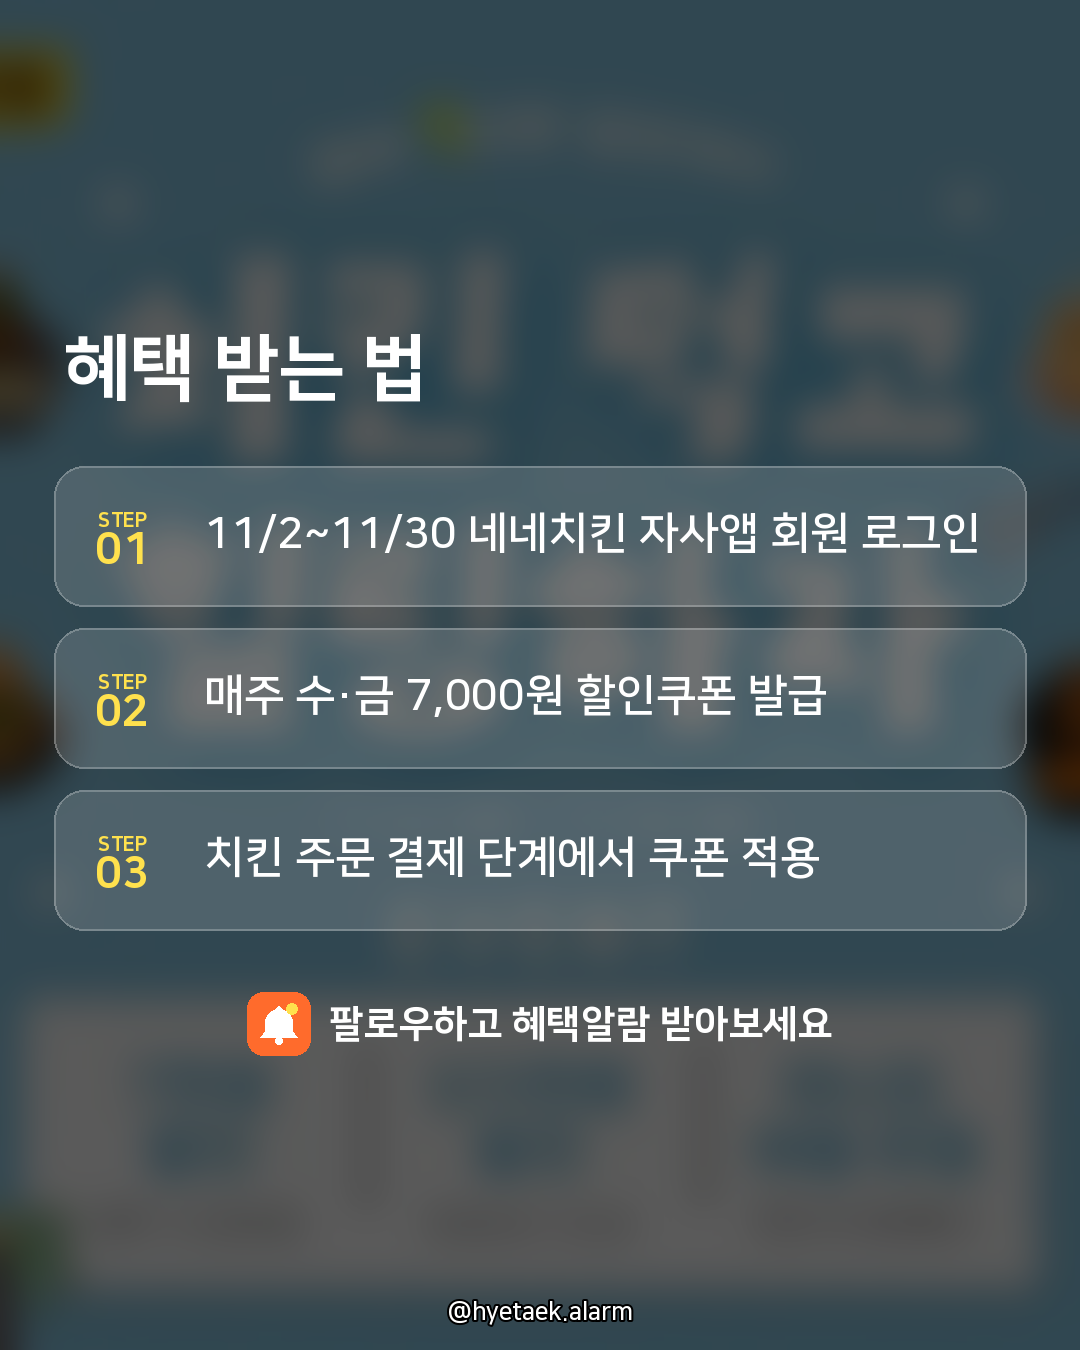 혜택 받는 법
STEP
01
11/2~11/30 네네치킨 자사앱 회원 로그인
STEP
02
매주 수·금 7,000원 할인쿠폰 발급
STEP
03
치킨 주문 결제 단계에서 쿠폰 적용
팔로우하고 혜택알람 받아보세요
@hyetaek.alarm